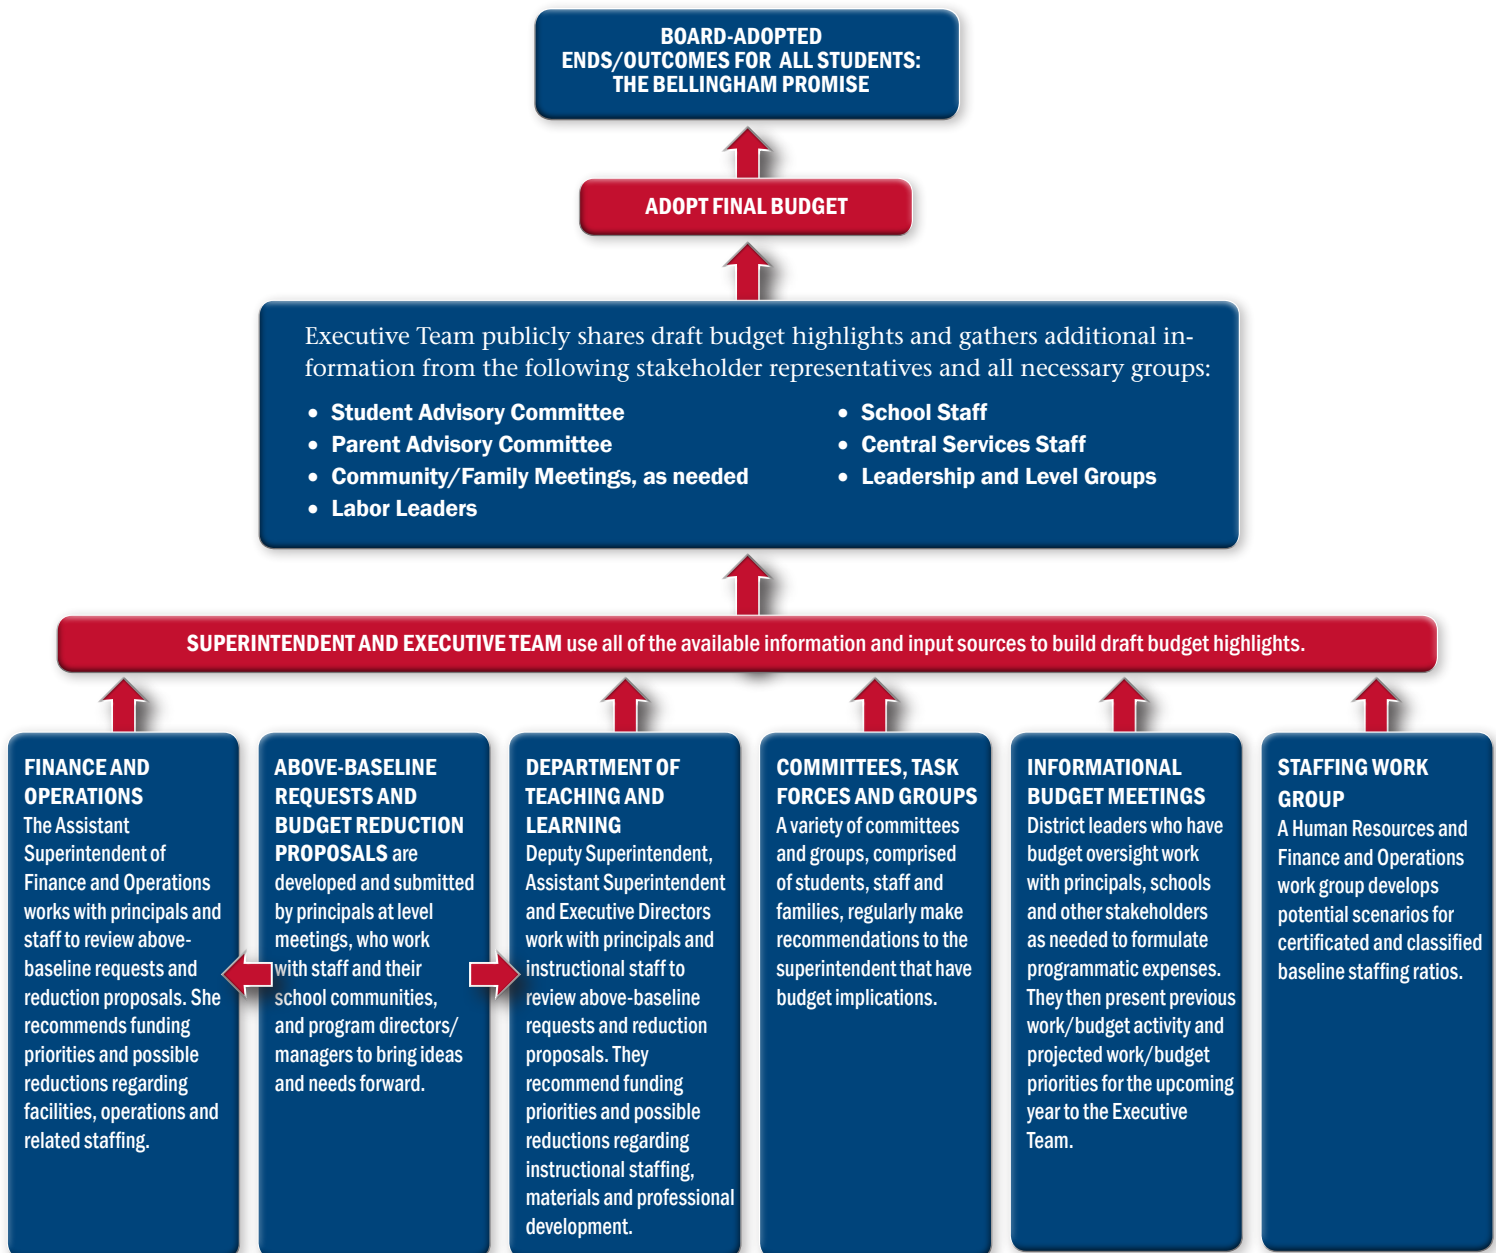 BOARD-ADOPTED
ENDS/OUTCOMES FOR ALL STUDENTS:
THE BELLINGHAM PROMISE
ADOPT FINAL BUDGET
Executive Team publicly shares draft budget highlights and gathers additional in-
formation from the following stakeholder representatives and all necessary groups:
• Student Advisory Committee
• Parent Advisory Committee
• Community/Family Meetings, as needed
• Labor Leaders
• School Staff
• Central Services Staff
• Leadership and Level Groups
SUPERINTENDENT AND EXECUTIVE TEAM use all of the available information and input sources to build draft budget highlights.
FINANCE AND
OPERATIONS
The Assistant
Superintendent of
Finance and Operations
works with principals and
staff to review above-
baseline requests and
reduction proposals. She
recommends funding
priorities and possible
reductions regarding
facilities, operations and
related staffing.
ABOVE-BASELINE
REQUESTS AND
BUDGET REDUCTION
PROPOSALS are
developed and submitted
by principals at level
meetings, who work
with staff and their
school communities,
and program directors/
managers to bring ideas
and needs forward.
DEPARTMENT OF
TEACHING AND
LEARNING
Deputy Superintendent,
Assistant Superintendent
and Executive Directors
work with principals and
instructional staff to
review above-baseline
requests and reduction
proposals. They
recommend funding
priorities and possible
reductions regarding
instructional staffing,
materials and professional
development.
COMMITTEES, TASK
FORCES AND GROUPS
A variety of committees
and groups, comprised
of students, staff and
families, regularly make
recommendations to the
superintendent that have
budget implications.
INFORMATIONAL
BUDGET MEETINGS
District leaders who have
budget oversight work
with principals, schools
and other stakeholders
as needed to formulate
programmatic expenses.
They then present previous
work/budget activity and
projected work/budget
priorities for the upcoming
year to the Executive
Team.
STAFFING WORK
GROUP
A Human Resources and
Finance and Operations
work group develops
potential scenarios for
certificated and classified
baseline staffing ratios.